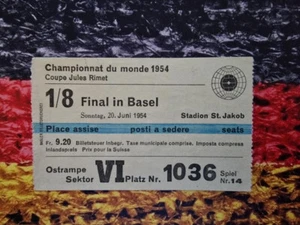 Championnat du monde 1954
Coupe Jules Rimet
1/8 Final in Basel
Sonntag, 20. Juni 1954 Stadion St. Jakob
Place assise posti a sedere seats
Fr. 9.20 Billetsteuer inbegr. Taxe municipale comprise. Imposta compresa
Prix pour la Suisse
Osttrampe
Sektor VI Platz Nr. 1036 Spiel
Nr. 14